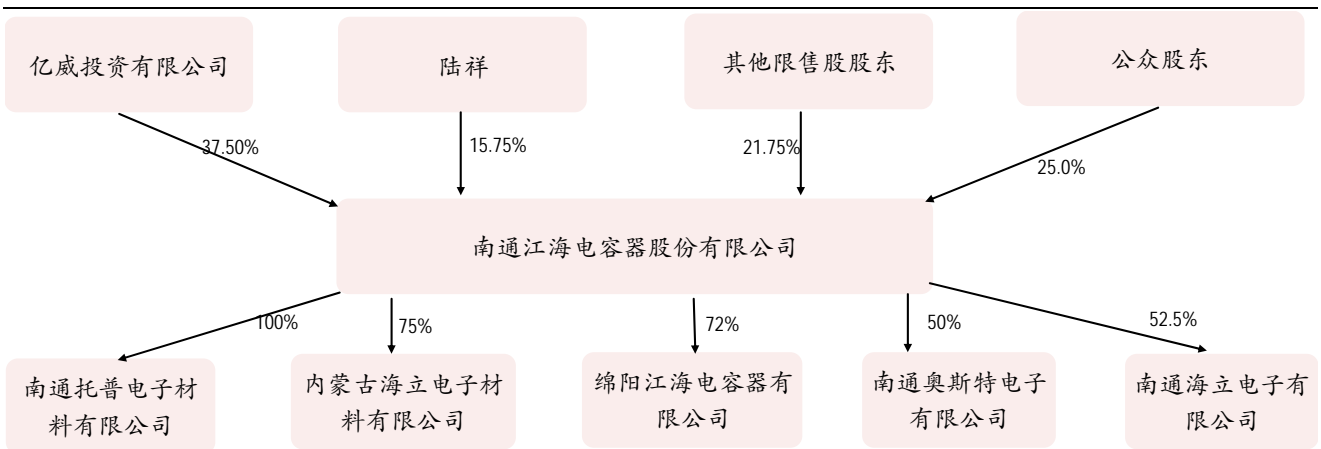 亿威投资有限公司
陆祥
其他限售股股东
公众股东
37.50%
15.75%
21.75%
25.0%
南通江海电容器股份有限公司
100%
75%
72%
50%
52.5%
南通托普电子材
料有限公司
内蒙古海立电子材
料有限公司
绵阳江海电容器有
限公司
南通奥斯特电子
有限公司
南通海立电子有
限公司